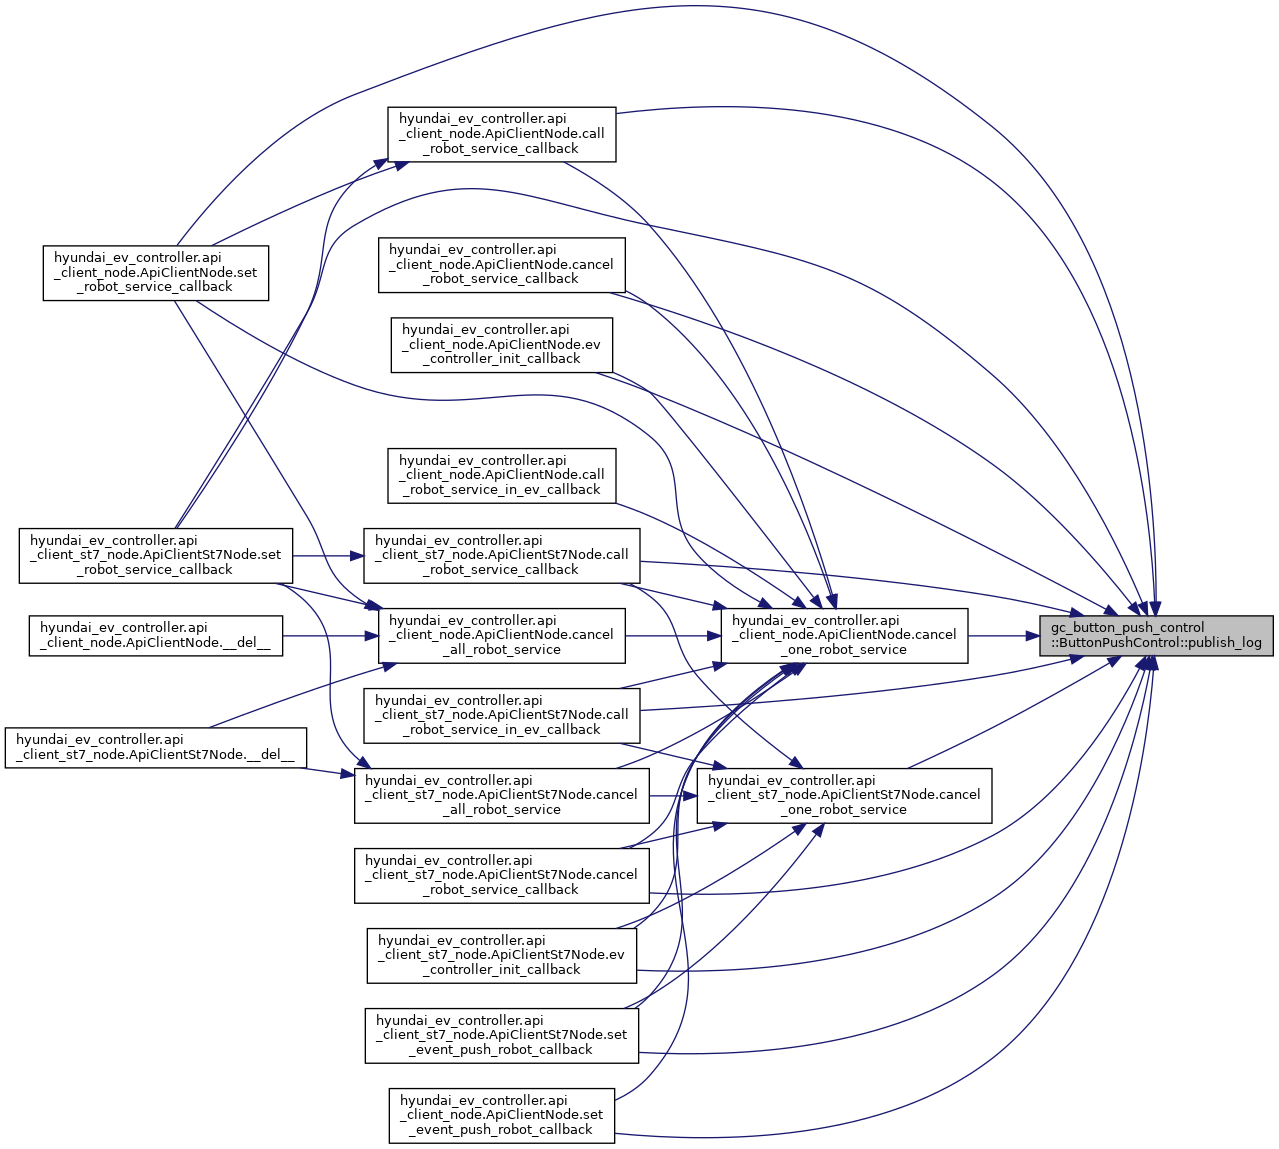 hyundai_ev_controller.api
_client_node.ApiClientNode.call
_robot_service_callback
hyundai_ev_controller.api
_client_node.ApiClientNode.set
_robot_service_callback
hyundai_ev_controller.api
_client_node.ApiClientNode.cancel
_robot_service_callback
hyundai_ev_controller.api
_client_node.ApiClientNode.ev
_controller_init_callback
hyundai_ev_controller.api
_client_node.ApiClientNode.call
_robot_service_in_ev_callback
hyundai_ev_controller.api
_client_st7_node.ApiClientSt7Node.set
_robot_service_callback
hyundai_ev_controller.api
_client_st7_node.ApiClientSt7Node.call
_robot_service_callback
hyundai_ev_controller.api
_client_node.ApiClientNode.__del__
hyundai_ev_controller.api
_client_node.ApiClientNode.cancel
_all_robot_service
hyundai_ev_controller.api
_client_node.ApiClientNode.cancel
_one_robot_service
gc_button_push_control
::ButtonPushControl::publish_log
hyundai_ev_controller.api
_client_st7_node.ApiClientSt7Node.call
_robot_service_in_ev_callback
hyundai_ev_controller.api
_client_st7_node.ApiClientSt7Node.__del__
hyundai_ev_controller.api
_client_st7_node.ApiClientSt7Node.cancel
_all_robot_service
hyundai_ev_controller.api
_client_st7_node.ApiClientSt7Node.cancel
_one_robot_service
hyundai_ev_controller.api
_client_st7_node.ApiClientSt7Node.cancel
_robot_service_callback
hyundai_ev_controller.api
_client_st7_node.ApiClientSt7Node.ev
_controller_init_callback
hyundai_ev_controller.api
_client_st7_node.ApiClientSt7Node.set
_event_push_robot_callback
hyundai_ev_controller.api
_client_node.ApiClientNode.set
_event_push_robot_callback